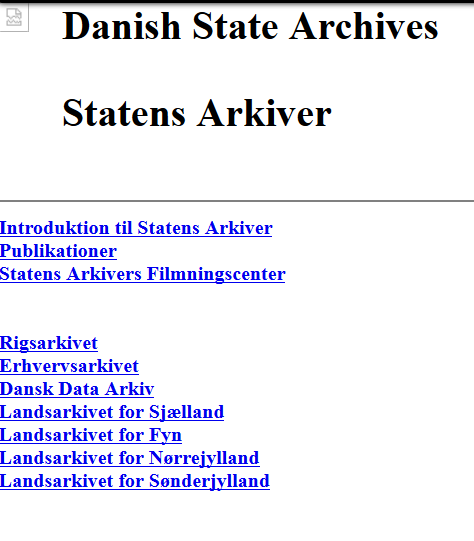 Danish State Archives
Statens Arkiver
Introduktion til Statens Arkiver
Publikationer
Statens Arkivers Filmningscenter
Rigsarkivet
Erhvervsarkivet
Dansk Data Arkiv
Landsarkivet for Sjælland
Landsarkivet for Fyn
Landsarkivet for Nørrejylland
Landsarkivet for Sønderjylland